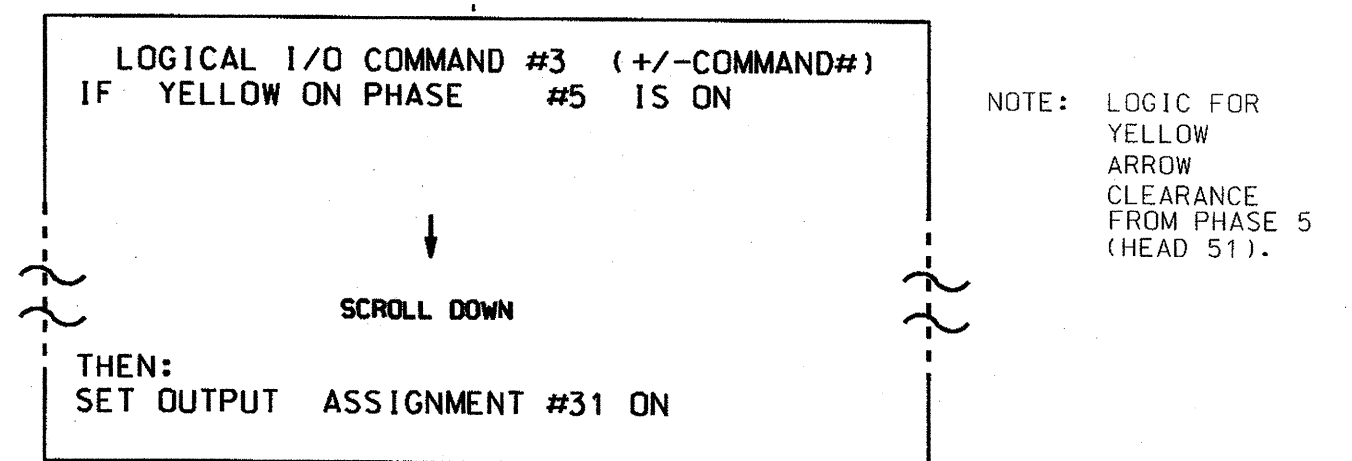 LOGICAL I/O COMMAND #3 (+/-COMMAND#)
IF YELLOW ON PHASE #5 IS ON
SCROLL DOWN
THEN:
SET OUTPUT ASSIGNMENT #31 ON
NOTE: LOGIC FOR
YELLOW
ARROW
CLEARANCE
FROM PHASE 5
(HEAD 51).